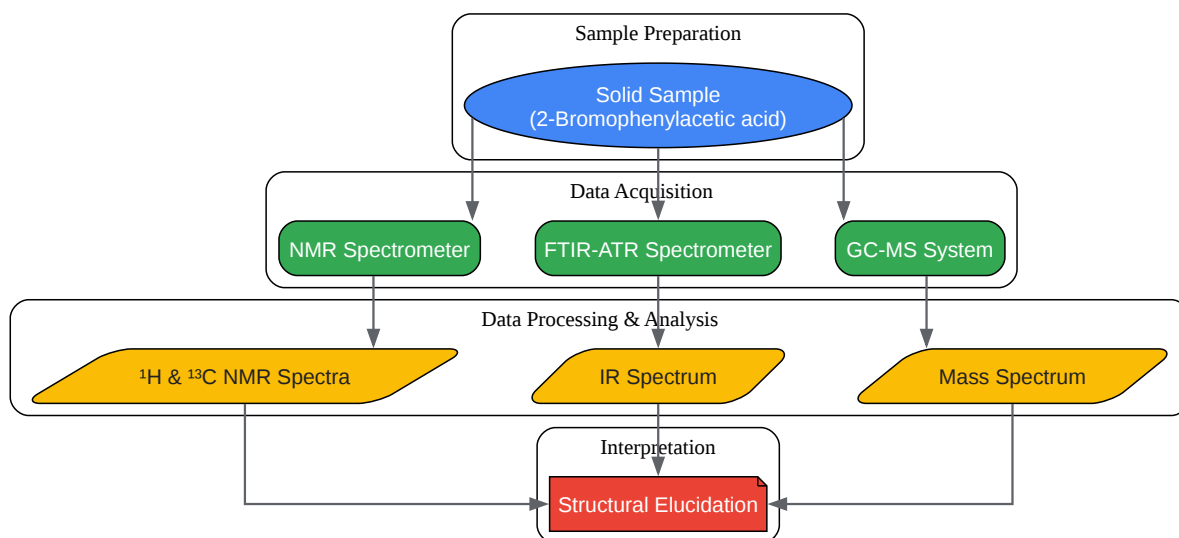 Sample Preparation
Solid Sample
(2-Bromophenylacetic acid)
Data Acquisition
NMR Spectrometer
FTIR-ATR Spectrometer
GC-MS System
Data Processing & Analysis
¹H & ¹³C NMR Spectra
IR Spectrum
Mass Spectrum
Interpretation
Structural Elucidation